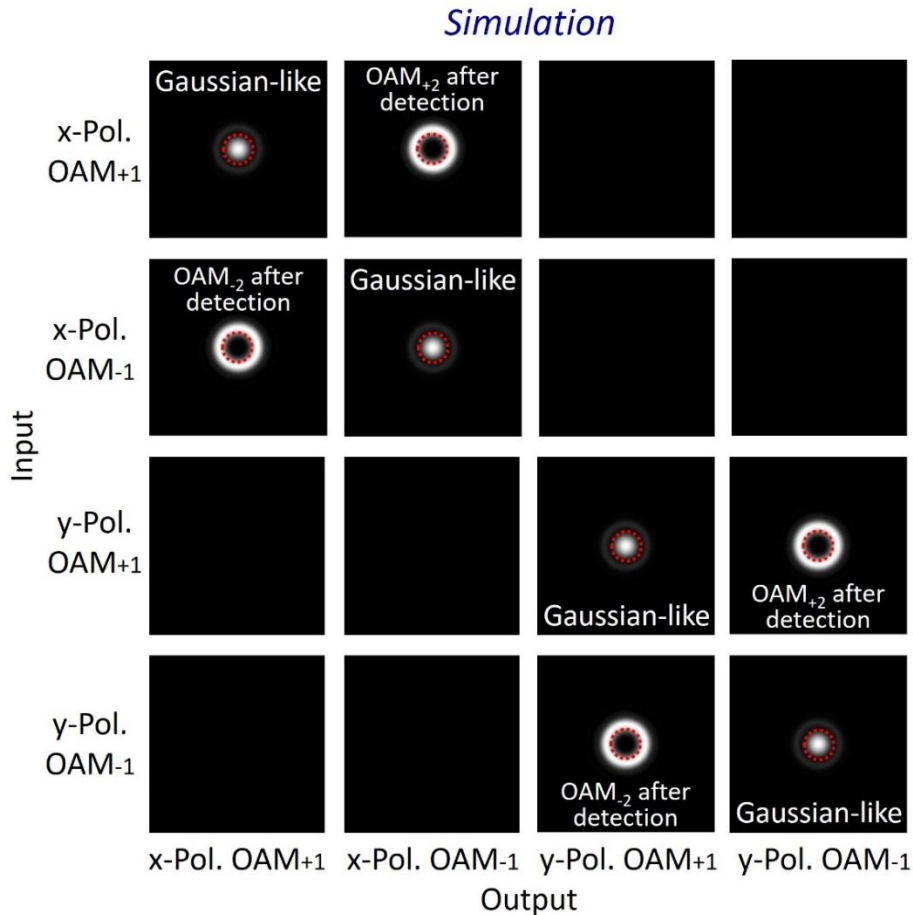 Simulation
x-Pol.
OAM+1
Gaussian-like
OAM+2 after
detection
x-Pol.
OAM-1
OAM-2 after
detection
Gaussian-like
Input
y-Pol.
OAM+1
Gaussian-like
OAM+2 after
detection
y-Pol.
OAM-1
OAM-2 after
detection
Gaussian-like
x-Pol. OAM+1 x-Pol. OAM-1 y-Pol. OAM+1 y-Pol. OAM-1
Output